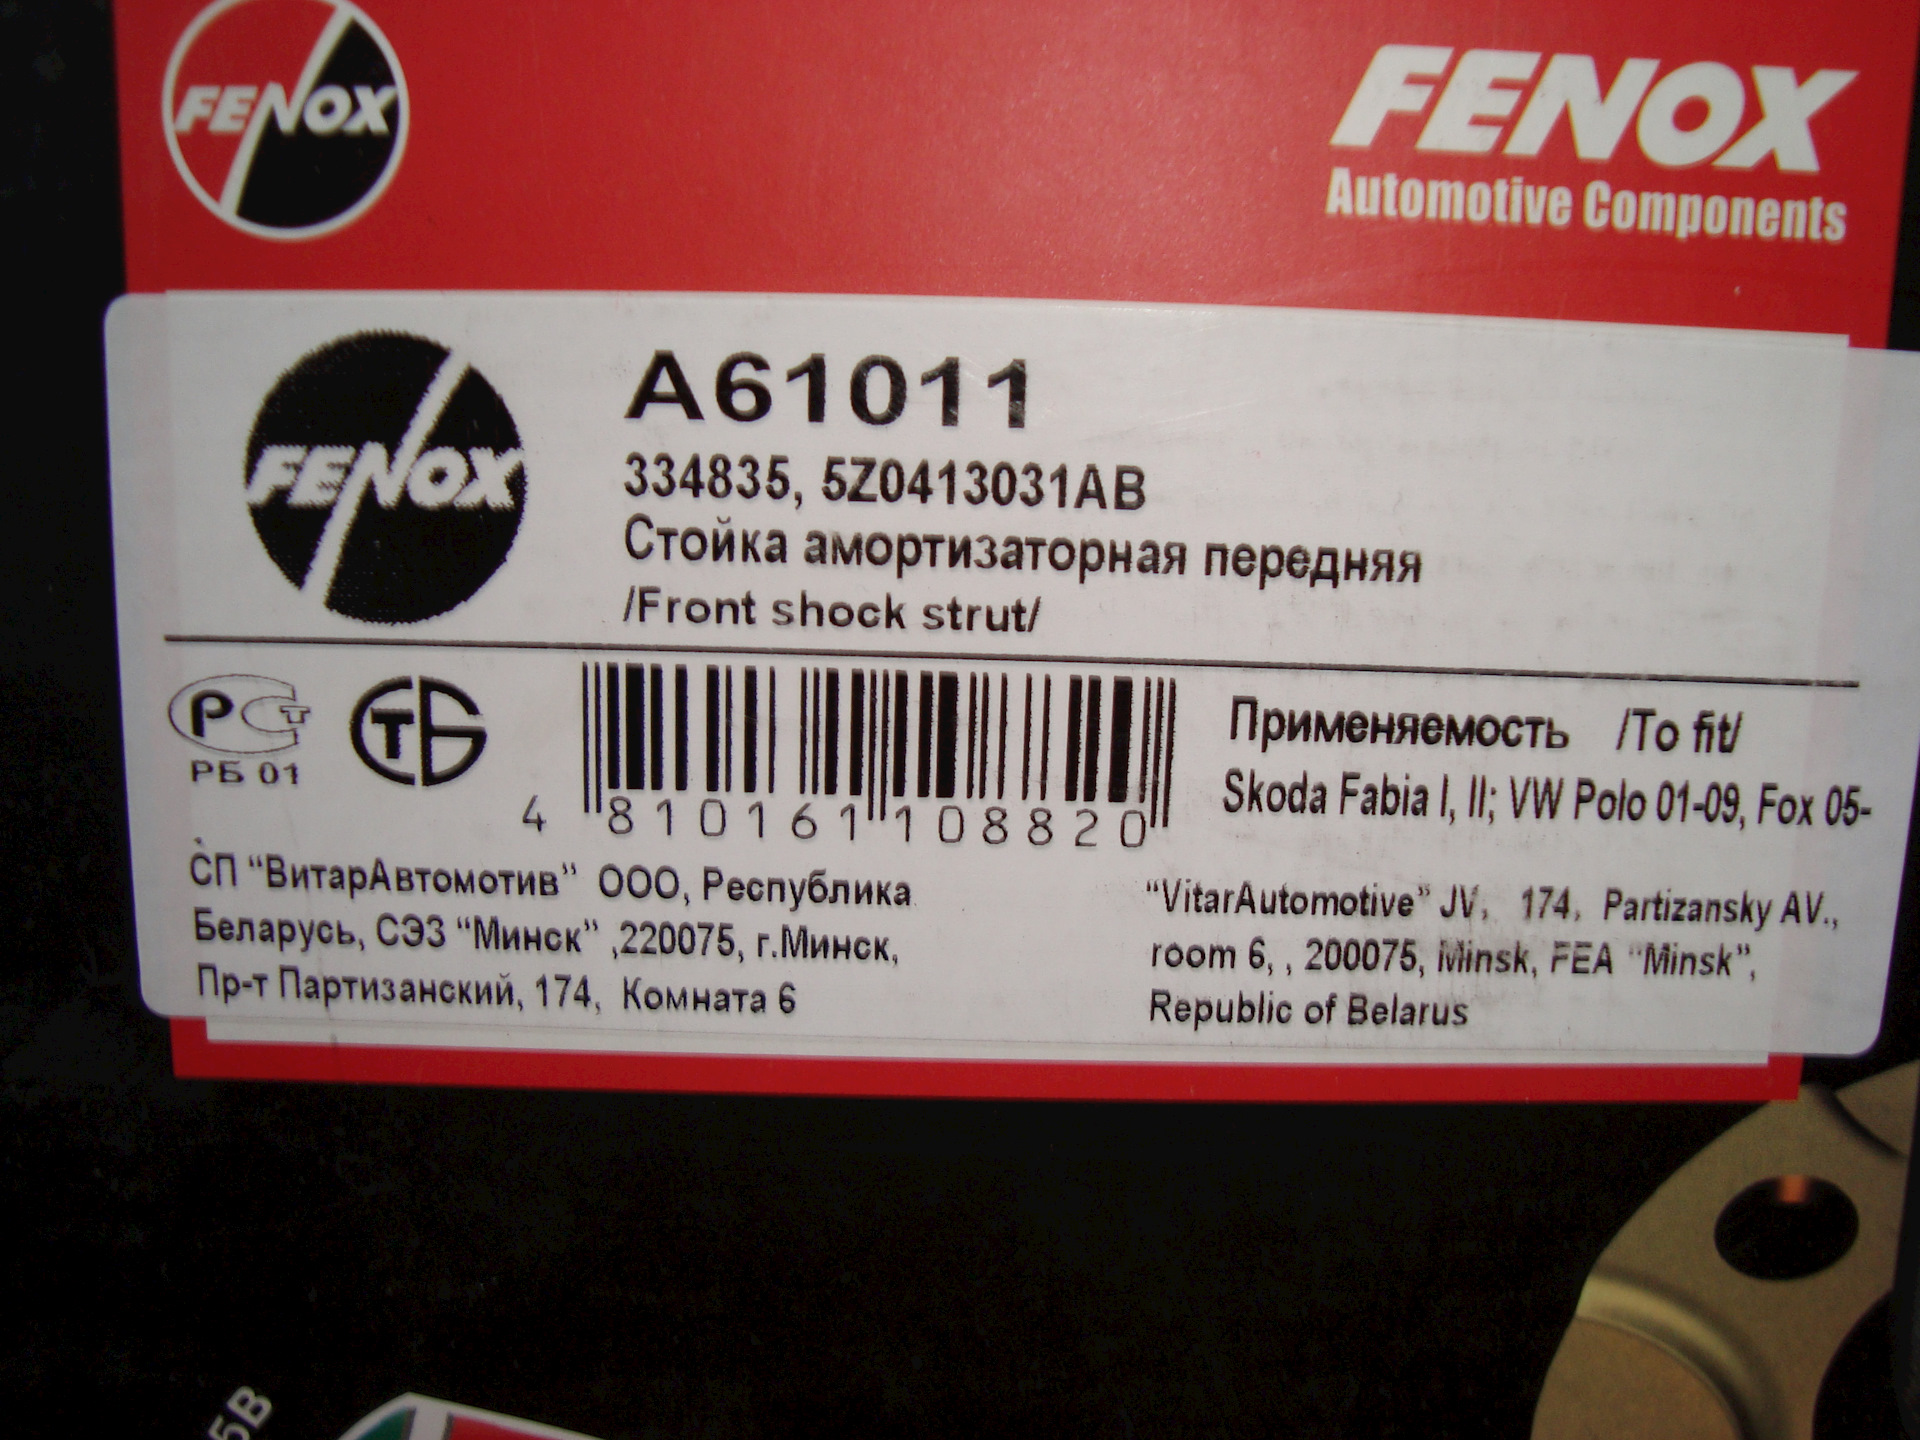 FENOX
FENOX
Automotive Components
FENOX
A61011
334835, 5Z0413031AB
Стойка амортизаторная передняя
/Front shock strut/
РСТ
РБ 01
СТБ
4 810161 108820
Применяемость /To fit/
Skoda Fabia I, II; VW Polo 01-09, Fox 05-
СП “ВитарАвтомотив” ООО, Республика
Беларусь, СЭЗ “Минск” ,220075, г.Минск,
Пр-т Партизанский, 174, Комната 6
“VitarAutomotive” JV, 174, Partizansky AV.,
room 6, , 200075, Minsk, FEA “Minsk”,
Republic of Belarus
5B